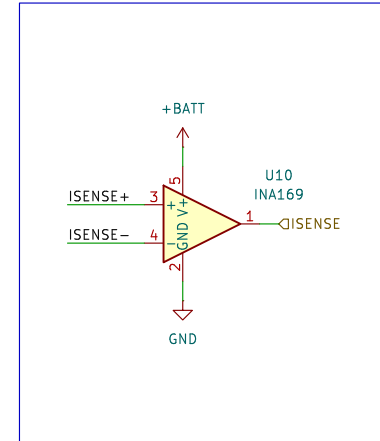 +BATT
U10
INA169
5
ISENSE+
3
+
V+
1
ISENSE
ISENSE-
4
-
GND
2
GND